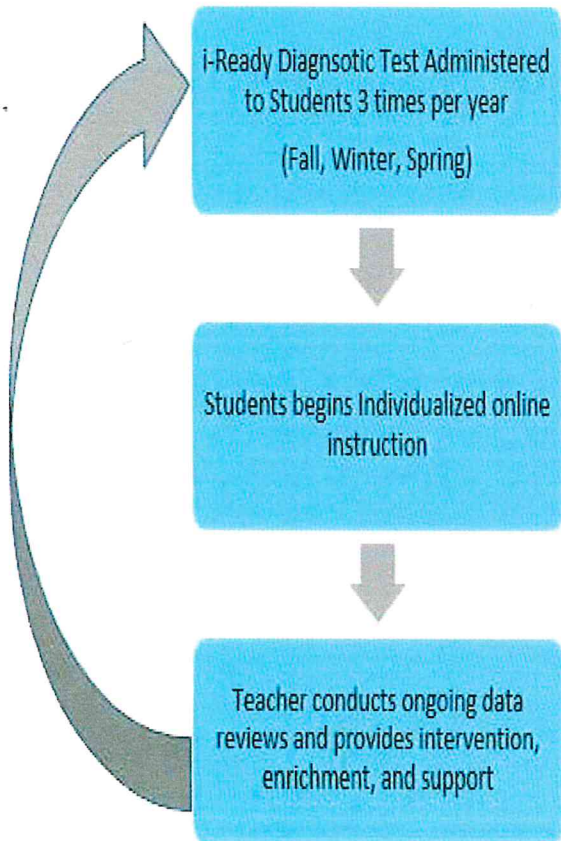 i-Ready Diagnsotic Test Administered
to Students 3 times per year
(Fall, Winter, Spring)
Students begins Individualized online
instruction
Teacher conducts ongoing data
reviews and provides intervention,
enrichment, and support